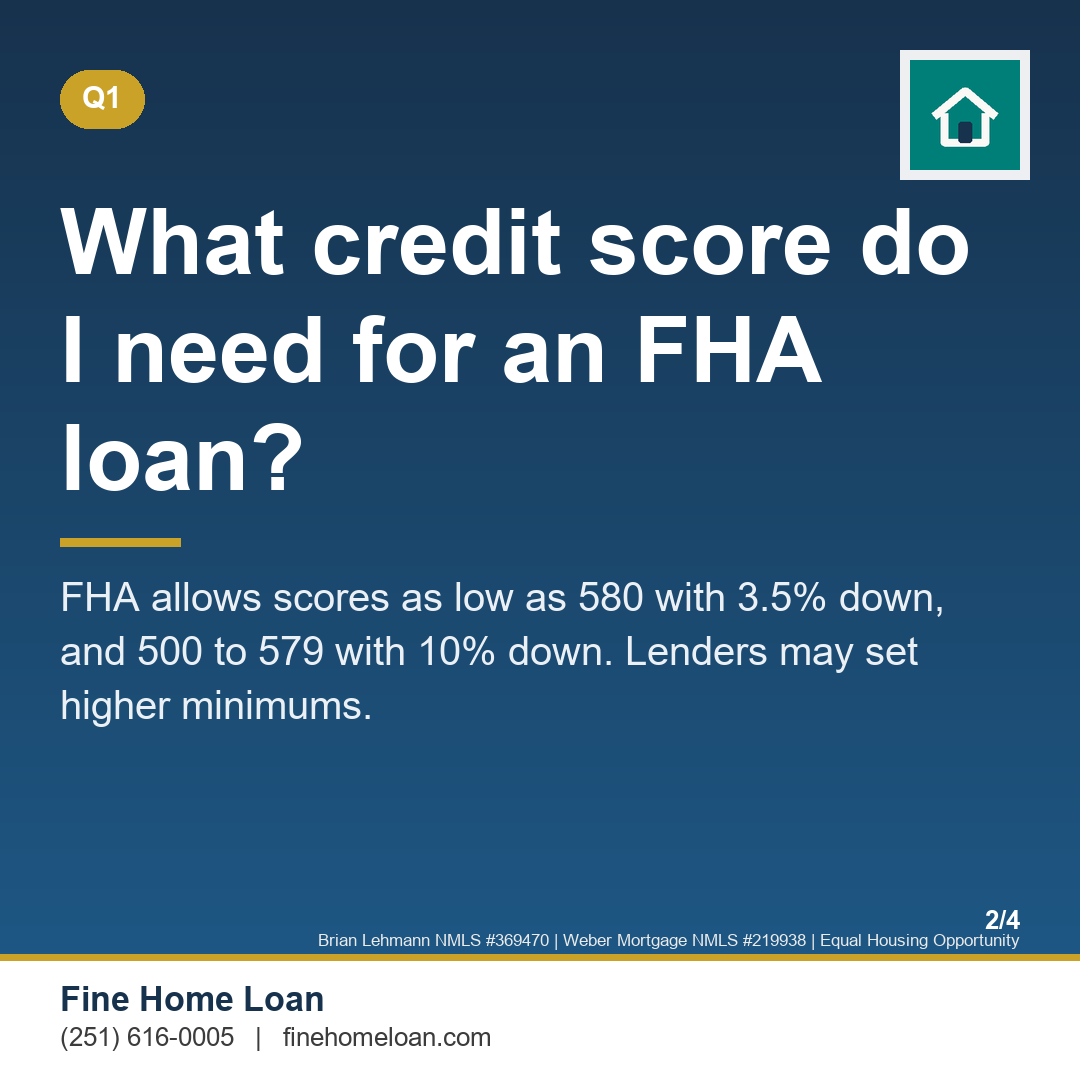 Q1
What credit score do
I need for an FHA
loan?
FHA allows scores as low as 580 with 3.5% down,
and 500 to 579 with 10% down. Lenders may set
higher minimums.
2/4
Brian Lehmann NMLS #369470 | Weber Mortgage NMLS #219938 | Equal Housing Opportunity
Fine Home Loan
(251) 616-0005 | finehomeloan.com